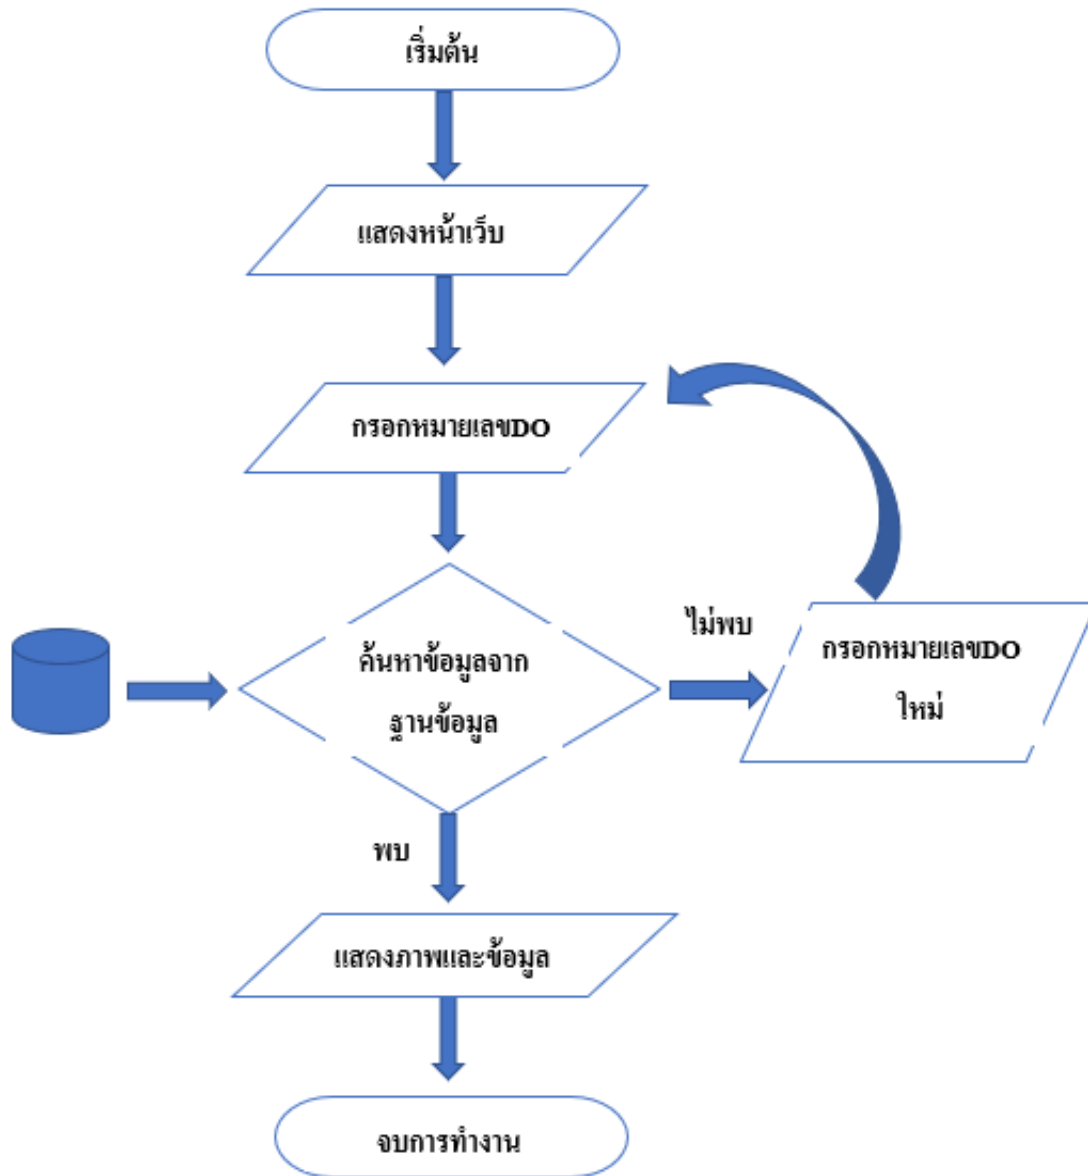 เริ่มต้น
แสดงหน้าเว็บ
กรอกหมายเลขDO
ค้นหาข้อมูลจาก
ฐานข้อมูล
ไม่พบ
กรอกหมายเลขDO
ใหม่
พบ
แสดงภาพและข้อมูล
จบการทำงาน